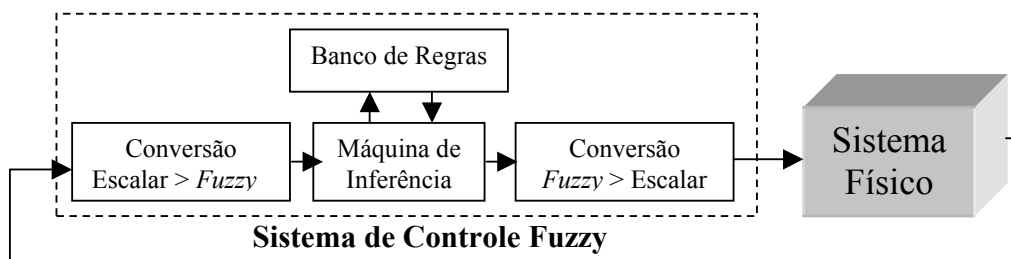 Banco de Regras
Conversão
Escalar > Fuzzy
Máquina de
Inferência
Conversão
Fuzzy > Escalar
Sistema
Físico
Sistema de Controle Fuzzy